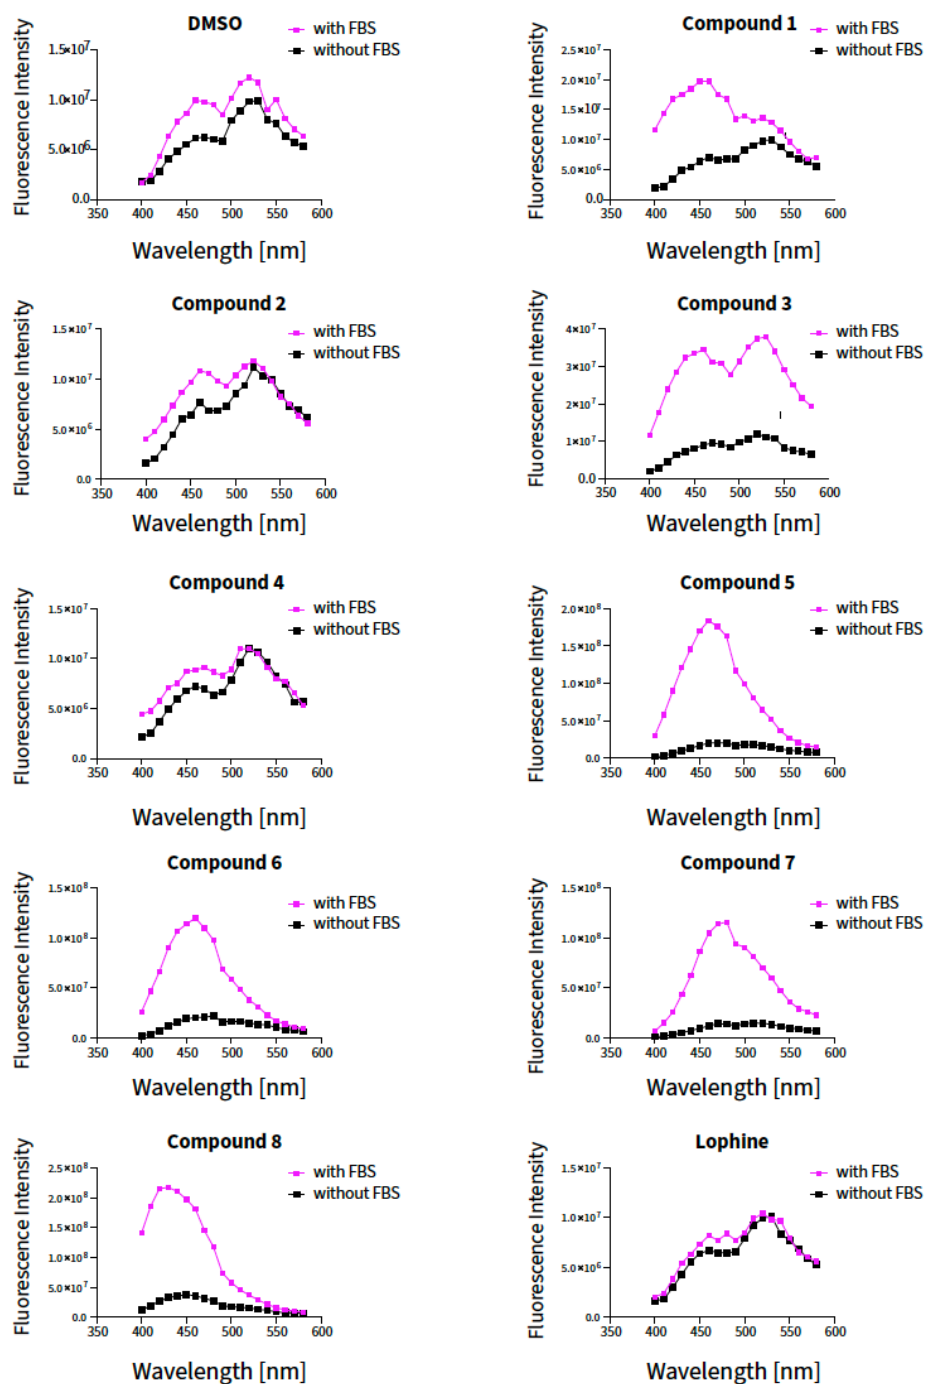 DMSO
with FBS
without FBS
Fluorescence Intensity
1.5×10⁷
1.0×10⁷
5.0×10⁶
0.0
350 400 450 500 550 600
Wavelength [nm]
Compound 1
with FBS
without FBS
Fluorescence Intensity
2.5×10⁷
2.0×10⁷
1.5×10⁷
1.0×10⁷
5.0×10⁶
0.0
350 400 450 500 550 600
Wavelength [nm]
Compound 2
with FBS
without FBS
Fluorescence Intensity
1.5×10⁷
1.0×10⁷
5.0×10⁶
0.0
350 400 450 500 550 600
Wavelength [nm]
Compound 3
with FBS
without FBS
Fluorescence Intensity
4×10⁷
3×10⁷
2×10⁷
1×10⁷
0.0
350 400 450 500 550 600
Wavelength [nm]
Compound 4
with FBS
without FBS
Fluorescence Intensity
1.5×10⁷
1.0×10⁷
5.0×10⁶
0.0
350 400 450 500 550 600
Wavelength [nm]
Compound 5
with FBS
without FBS
Fluorescence Intensity
2.0×10⁸
1.5×10⁸
1.0×10⁸
5.0×10⁷
0.0
350 400 450 500 550 600
Wavelength [nm]
Compound 6
with FBS
without FBS
Fluorescence Intensity
1.5×10⁸
1.0×10⁸
5.0×10⁷
0.0
350 400 450 500 550 600
Wavelength [nm]
Compound 7
with FBS
without FBS
Fluorescence Intensity
1.5×10⁸
1.0×10⁸
5.0×10⁷
0.0
350 400 450 500 550 600
Wavelength [nm]
Compound 8
with FBS
without FBS
Fluorescence Intensity
2.5×10⁸
2.0×10⁸
1.5×10⁸
1.0×10⁸
5.0×10⁷
0.0
350 400 450 500 550 600
Wavelength [nm]
Lophine
with FBS
without FBS
Fluorescence Intensity
1.5×10⁷
1.0×10⁷
5.0×10⁶
0.0
350 400 450 500 550 600
Wavelength [nm]